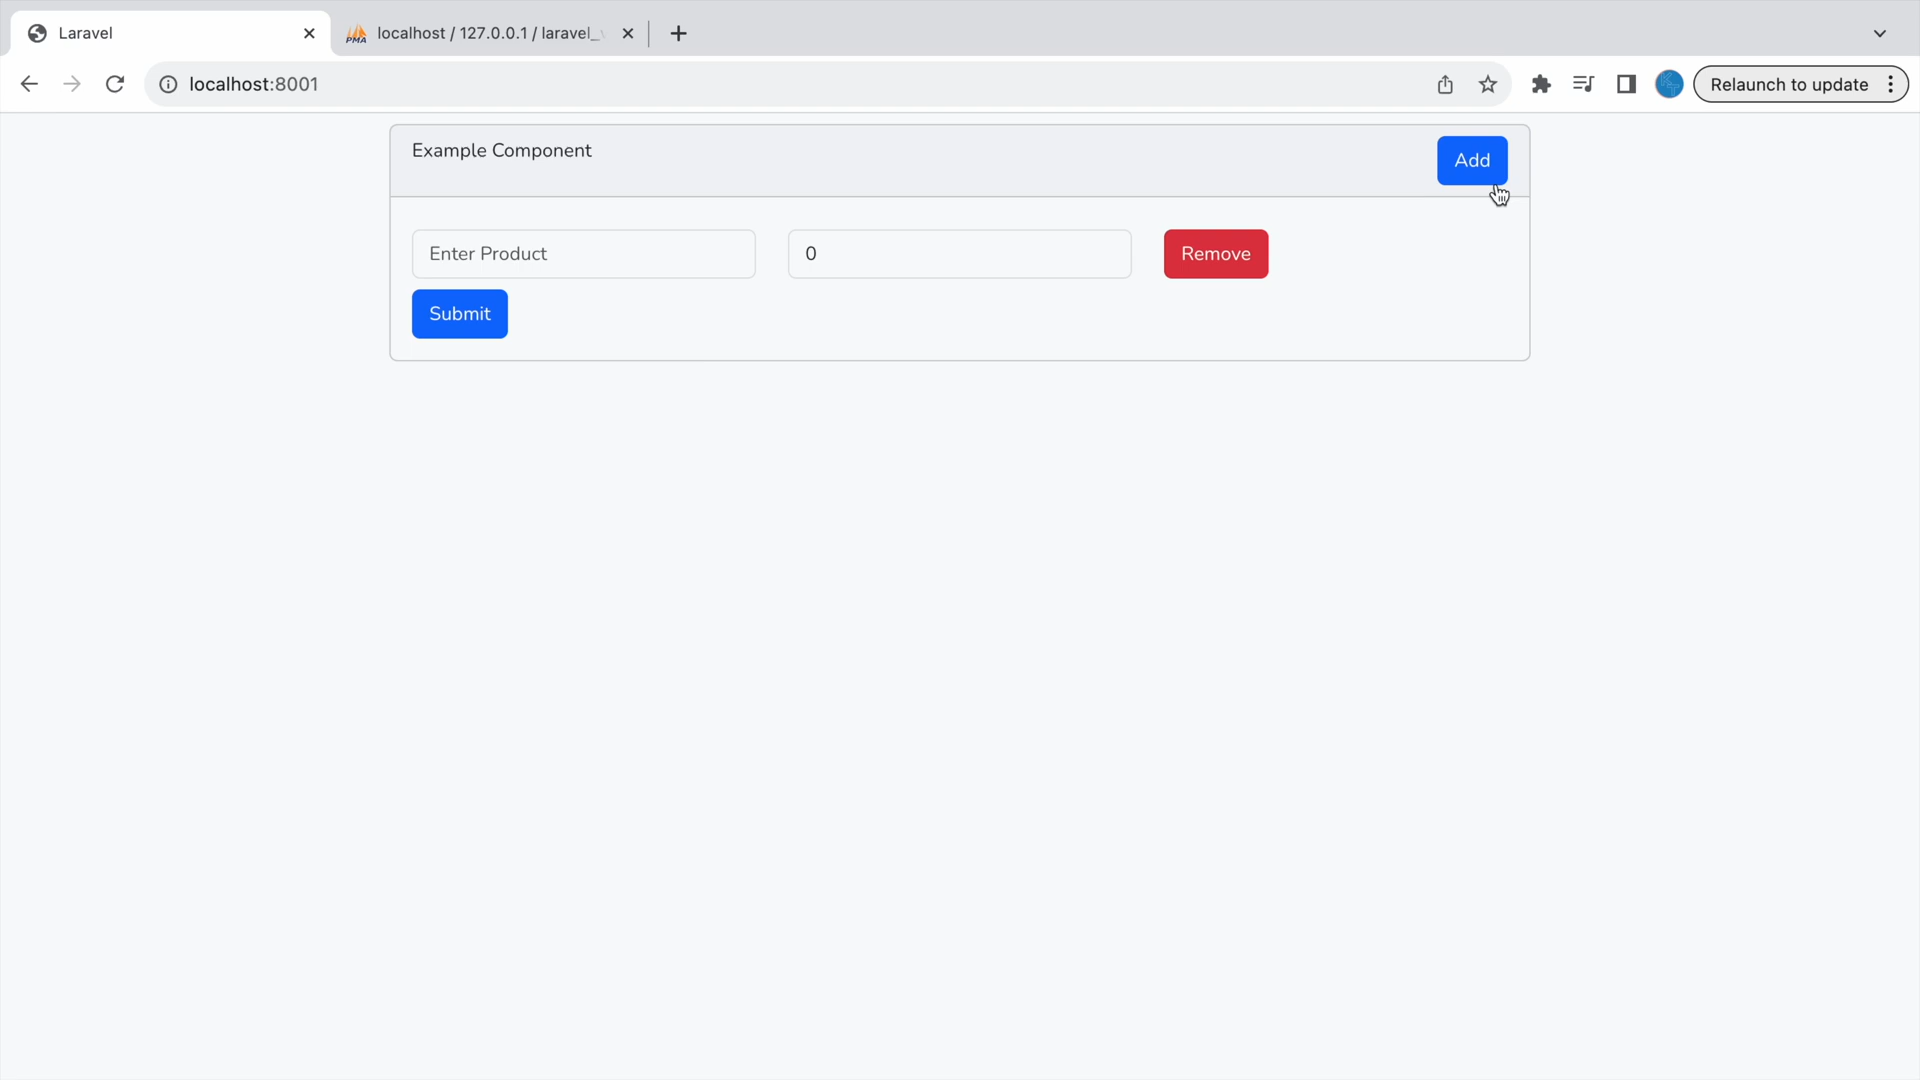 Laravel
PMA localhost / 127.0.0.1 / laravel_
localhost:8001
Relaunch to update
Example Component
Add
Enter Product
0
Remove
Submit